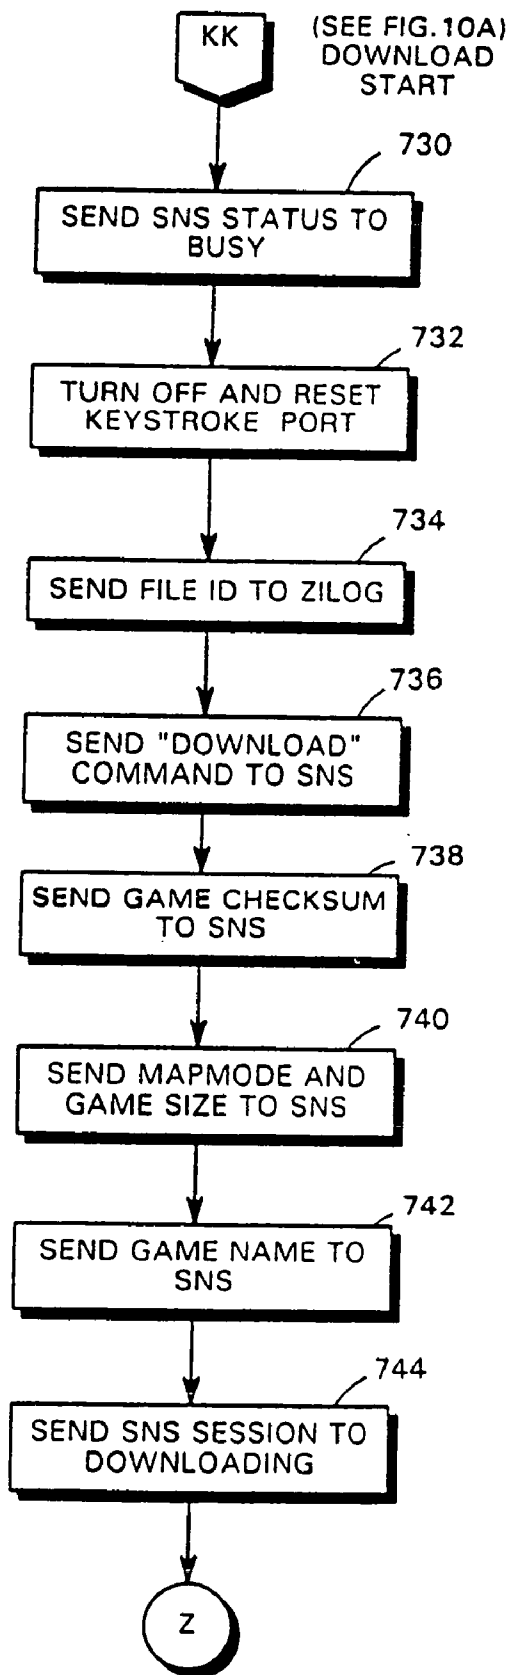 KK
(SEE FIG.10A)
DOWNLOAD
START
730
SEND SNS STATUS TO
BUSY
732
TURN OFF AND RESET
KEYSTROKE PORT
734
SEND FILE ID TO ZILOG
736
SEND "DOWNLOAD"
COMMAND TO SNS
738
SEND GAME CHECKSUM
TO SNS
740
SEND MAPMODE AND
GAME SIZE TO SNS
742
SEND GAME NAME TO
SNS
744
SEND SNS SESSION TO
DOWNLOADING
Z